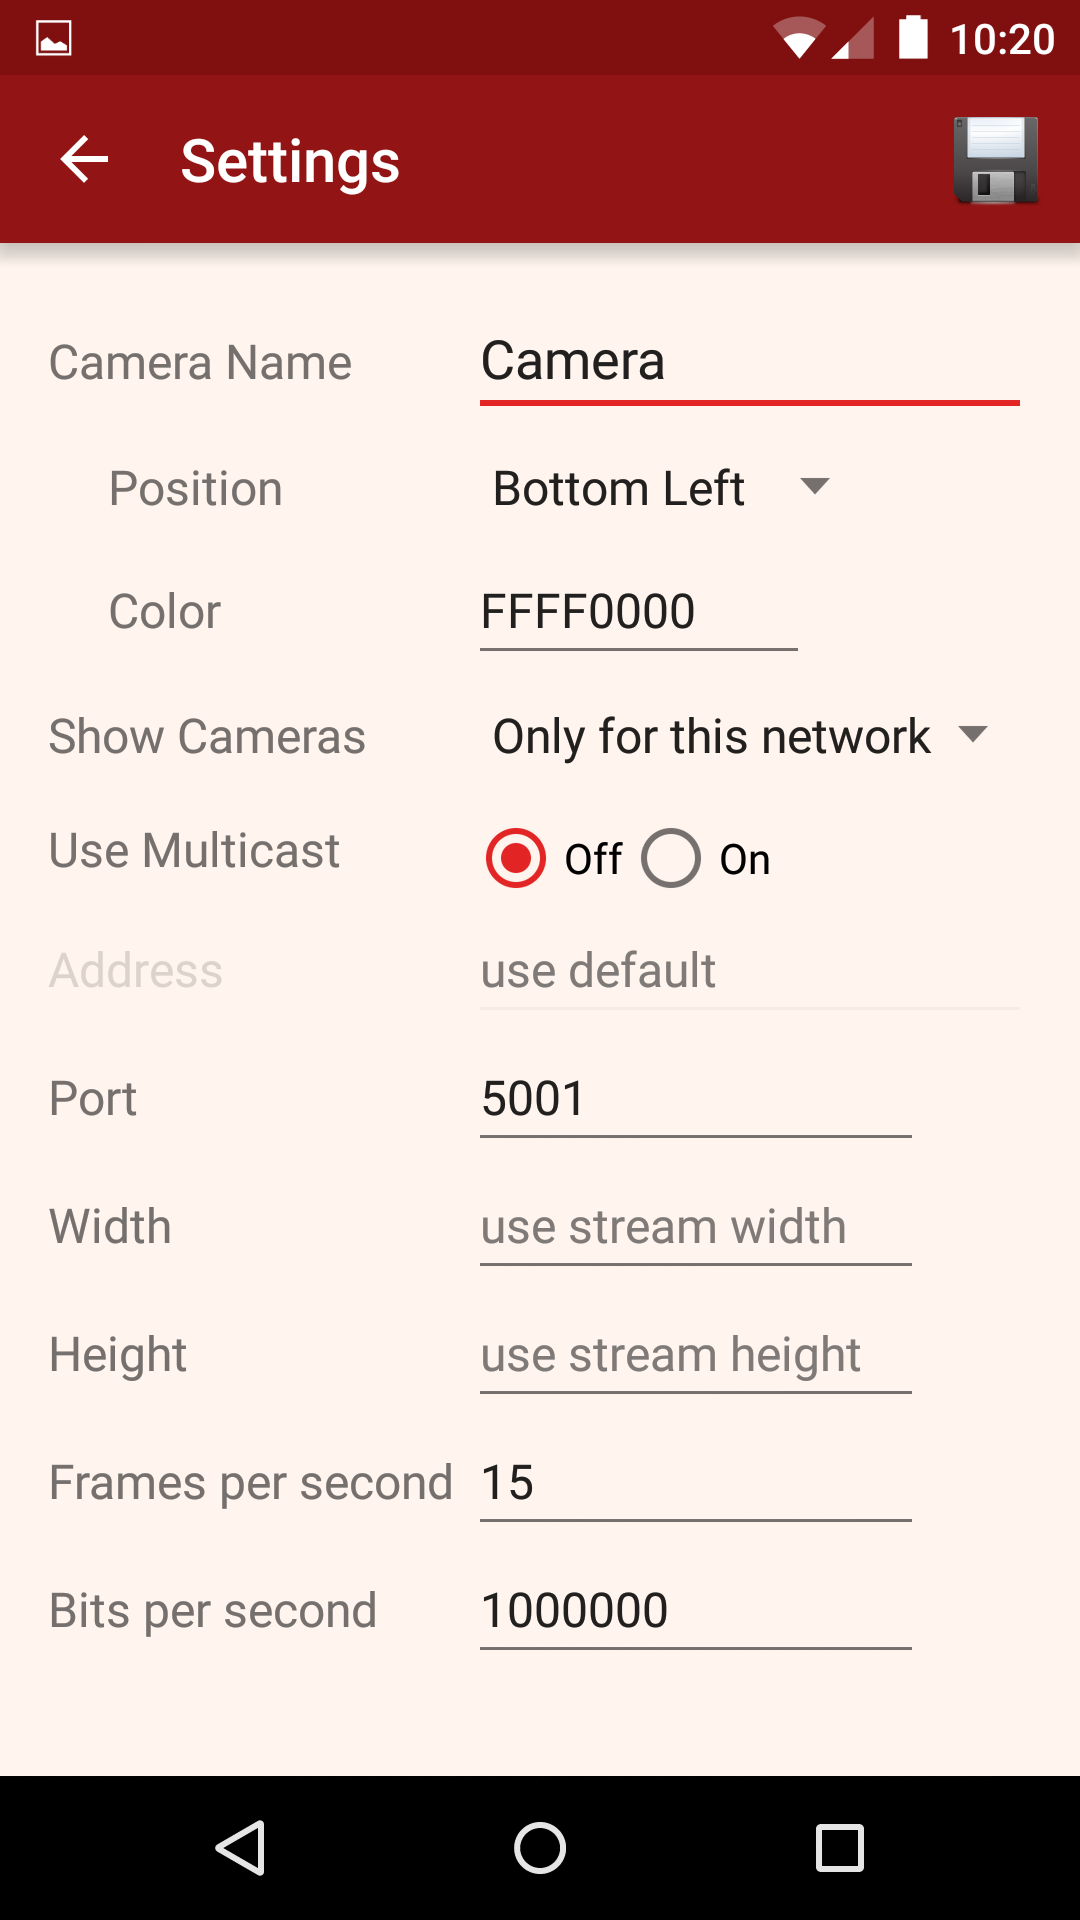 10:20
Settings
Camera Name Camera
Position Bottom Left
Color FFFF0000
Show Cameras Only for this network
Use Multicast Off On
Address use default
Port 5001
Width use stream width
Height use stream height
Frames per second 15
Bits per second 1000000